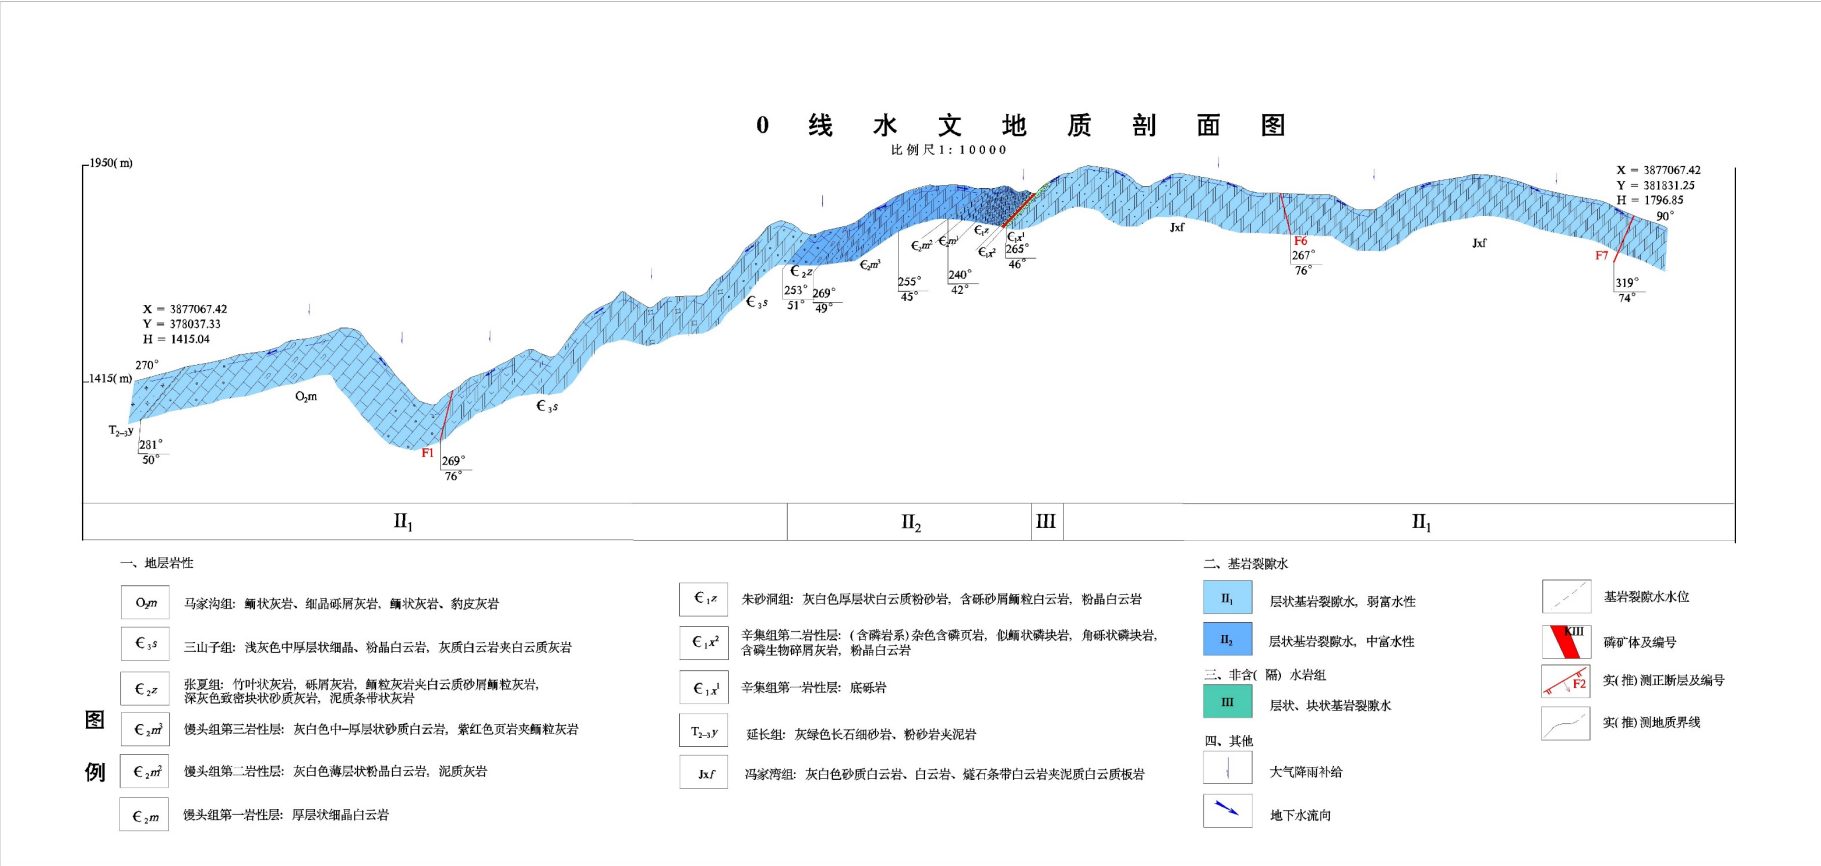 0 线 水 文 地 质 剖 面 图
比例尺1：10000
1950(m)
X = 3877067.42
Y = 381831.25
H = 1796.85
90°
Jxf
F6
267°
76°
Jxf
F7
319°
74°
Є₂m²
Є₂m¹
Є₁z
Є₁x²
Є₁x¹
265°
46°
Є₂m³
255°
45°
240°
42°
Є₂z
253°
51°
269°
49°
Є₃s
X = 3877067.42
Y = 378037.33
H = 1415.04
270°
1415(m)
O₂m
Є₃s
T₂₋₃y
281°
50°
F1
269°
76°
II₁
II₂
III
II₁
一、地层岩性
O₂m 马家沟组：鲕状灰岩、细晶砾屑灰岩，鲕状灰岩、豹皮灰岩
Є₃s 三山子组：浅灰色中厚层状细晶、粉晶白云岩，灰质白云岩夹白云质灰岩
Є₂z 张夏组：竹叶状灰岩，砾屑灰岩，鲕粒灰岩夹白云质砂屑鲕粒灰岩，
深灰色致密块状砂质灰岩，泥质条带状灰岩
Є₂m³ 馒头组第三岩性层：灰白色中-厚层状砂质白云岩，紫红色页岩夹鲕粒灰岩
Є₂m² 馒头组第二岩性层：灰白色薄层状粉晶白云岩，泥质灰岩
Є₂m 馒头组第一岩性层：厚层状细晶白云岩
图
例
Є₁z 朱砂洞组：灰白色厚层状白云质粉砂岩，含砾砂屑鲕粒白云岩，粉晶白云岩
Є₁x² 辛集组第二岩性层：(含磷岩系)杂色含磷页岩，似鲕状磷块岩，角砾状磷块岩，
含磷生物碎屑灰岩，粉晶白云岩
Є₁x¹ 辛集组第一岩性层：底砾岩
T₂₋₃y 延长组：灰绿色长石细砂岩、粉砂岩夹泥岩
Jxf 冯家湾组：灰白色砂质白云岩、白云岩、燧石条带白云岩夹泥质白云质板岩
二、基岩裂隙水
II₁ 层状基岩裂隙水，弱富水性
II₂ 层状基岩裂隙水，中富水性
三、非含(隔)水岩组
III 层状、块状基岩裂隙水
四、其他
大气降雨补给
地下水流向
基岩裂隙水水位
KIII 磷矿体及编号
F2 实(推)测正断层及编号
实(推)测地质界线